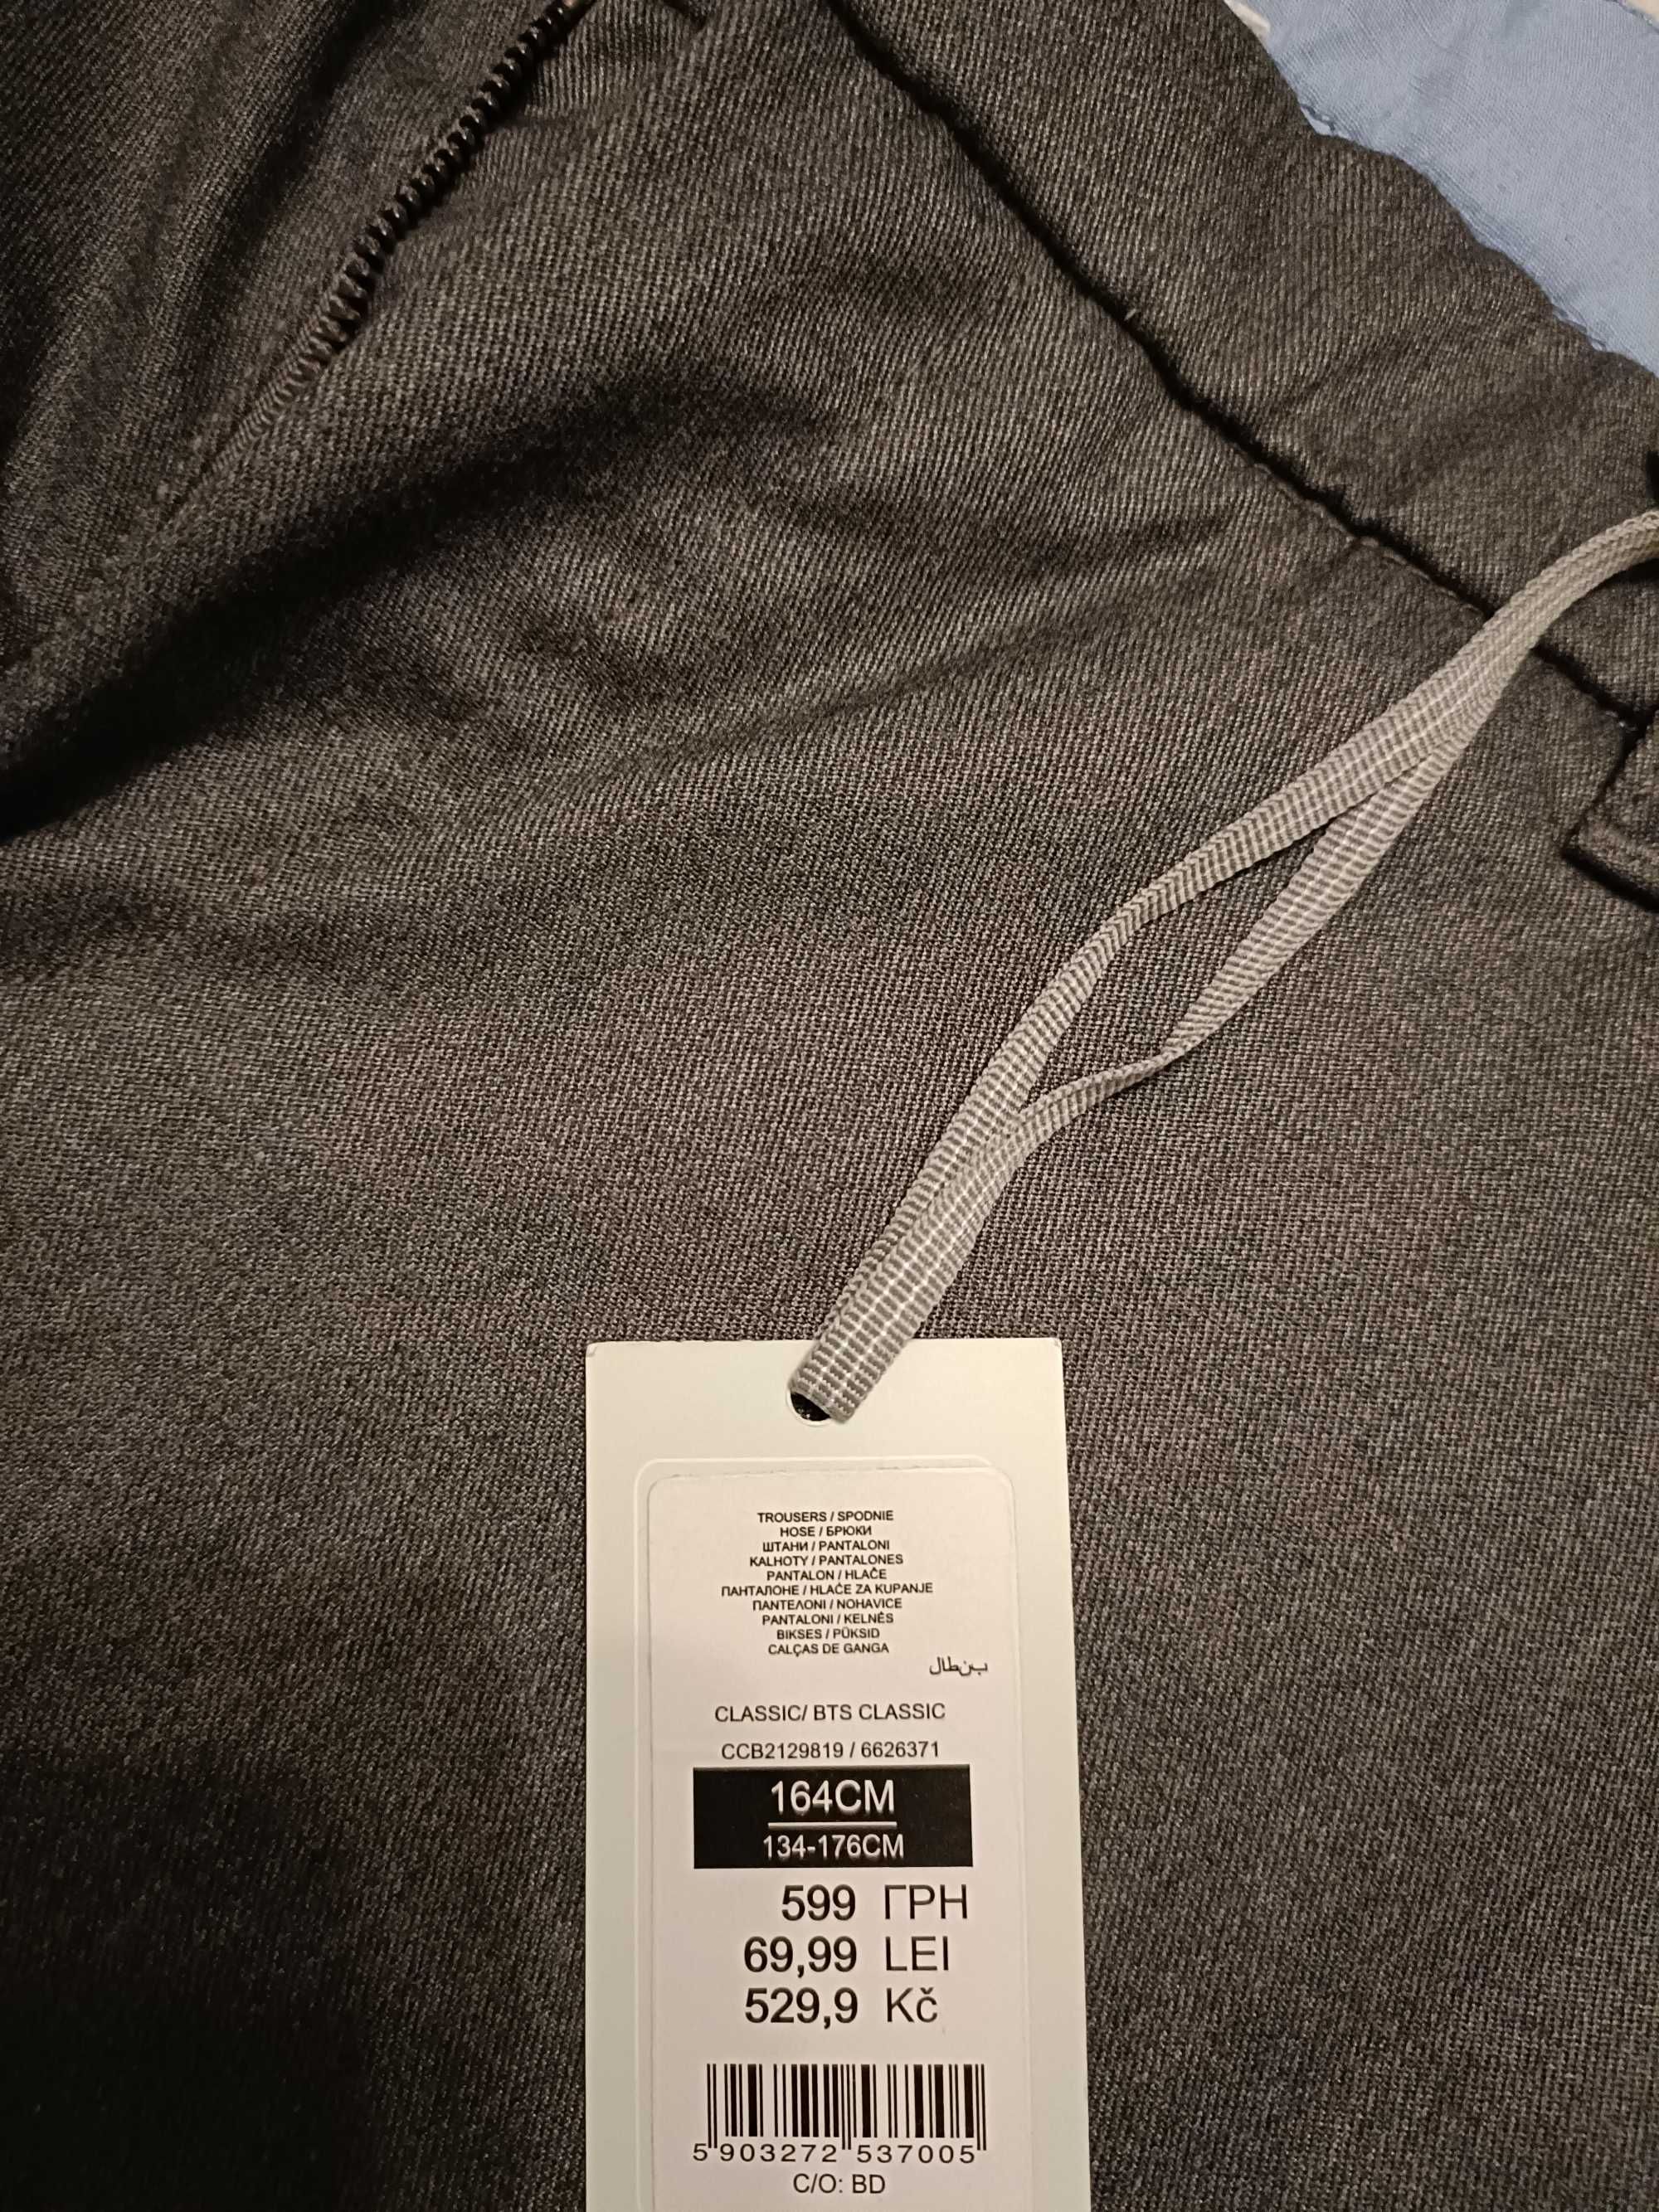 TROUSERS / SPODNIE
HOSE / БРЮКИ
ШТАНИ / PANTALONI
KALHOTY / PANTALONES
PANTALON / HLAČE
ПАНТАЛОНЕ / HLAČE ZA KUPANJE
ΠΑΝΤΕΛΟΝΙ / NOHAVICE
PANTALONI / KELNĖS
BIKSES / PÜKSID
CALÇAS DE GANGA
بنطال
CLASSIC/ BTS CLASSIC
CCB2129819 / 6626371
164CM
134-176CM
599 ГРН
69,99 LEI
529,9 Kč
5 903272 537005
C/O: BD